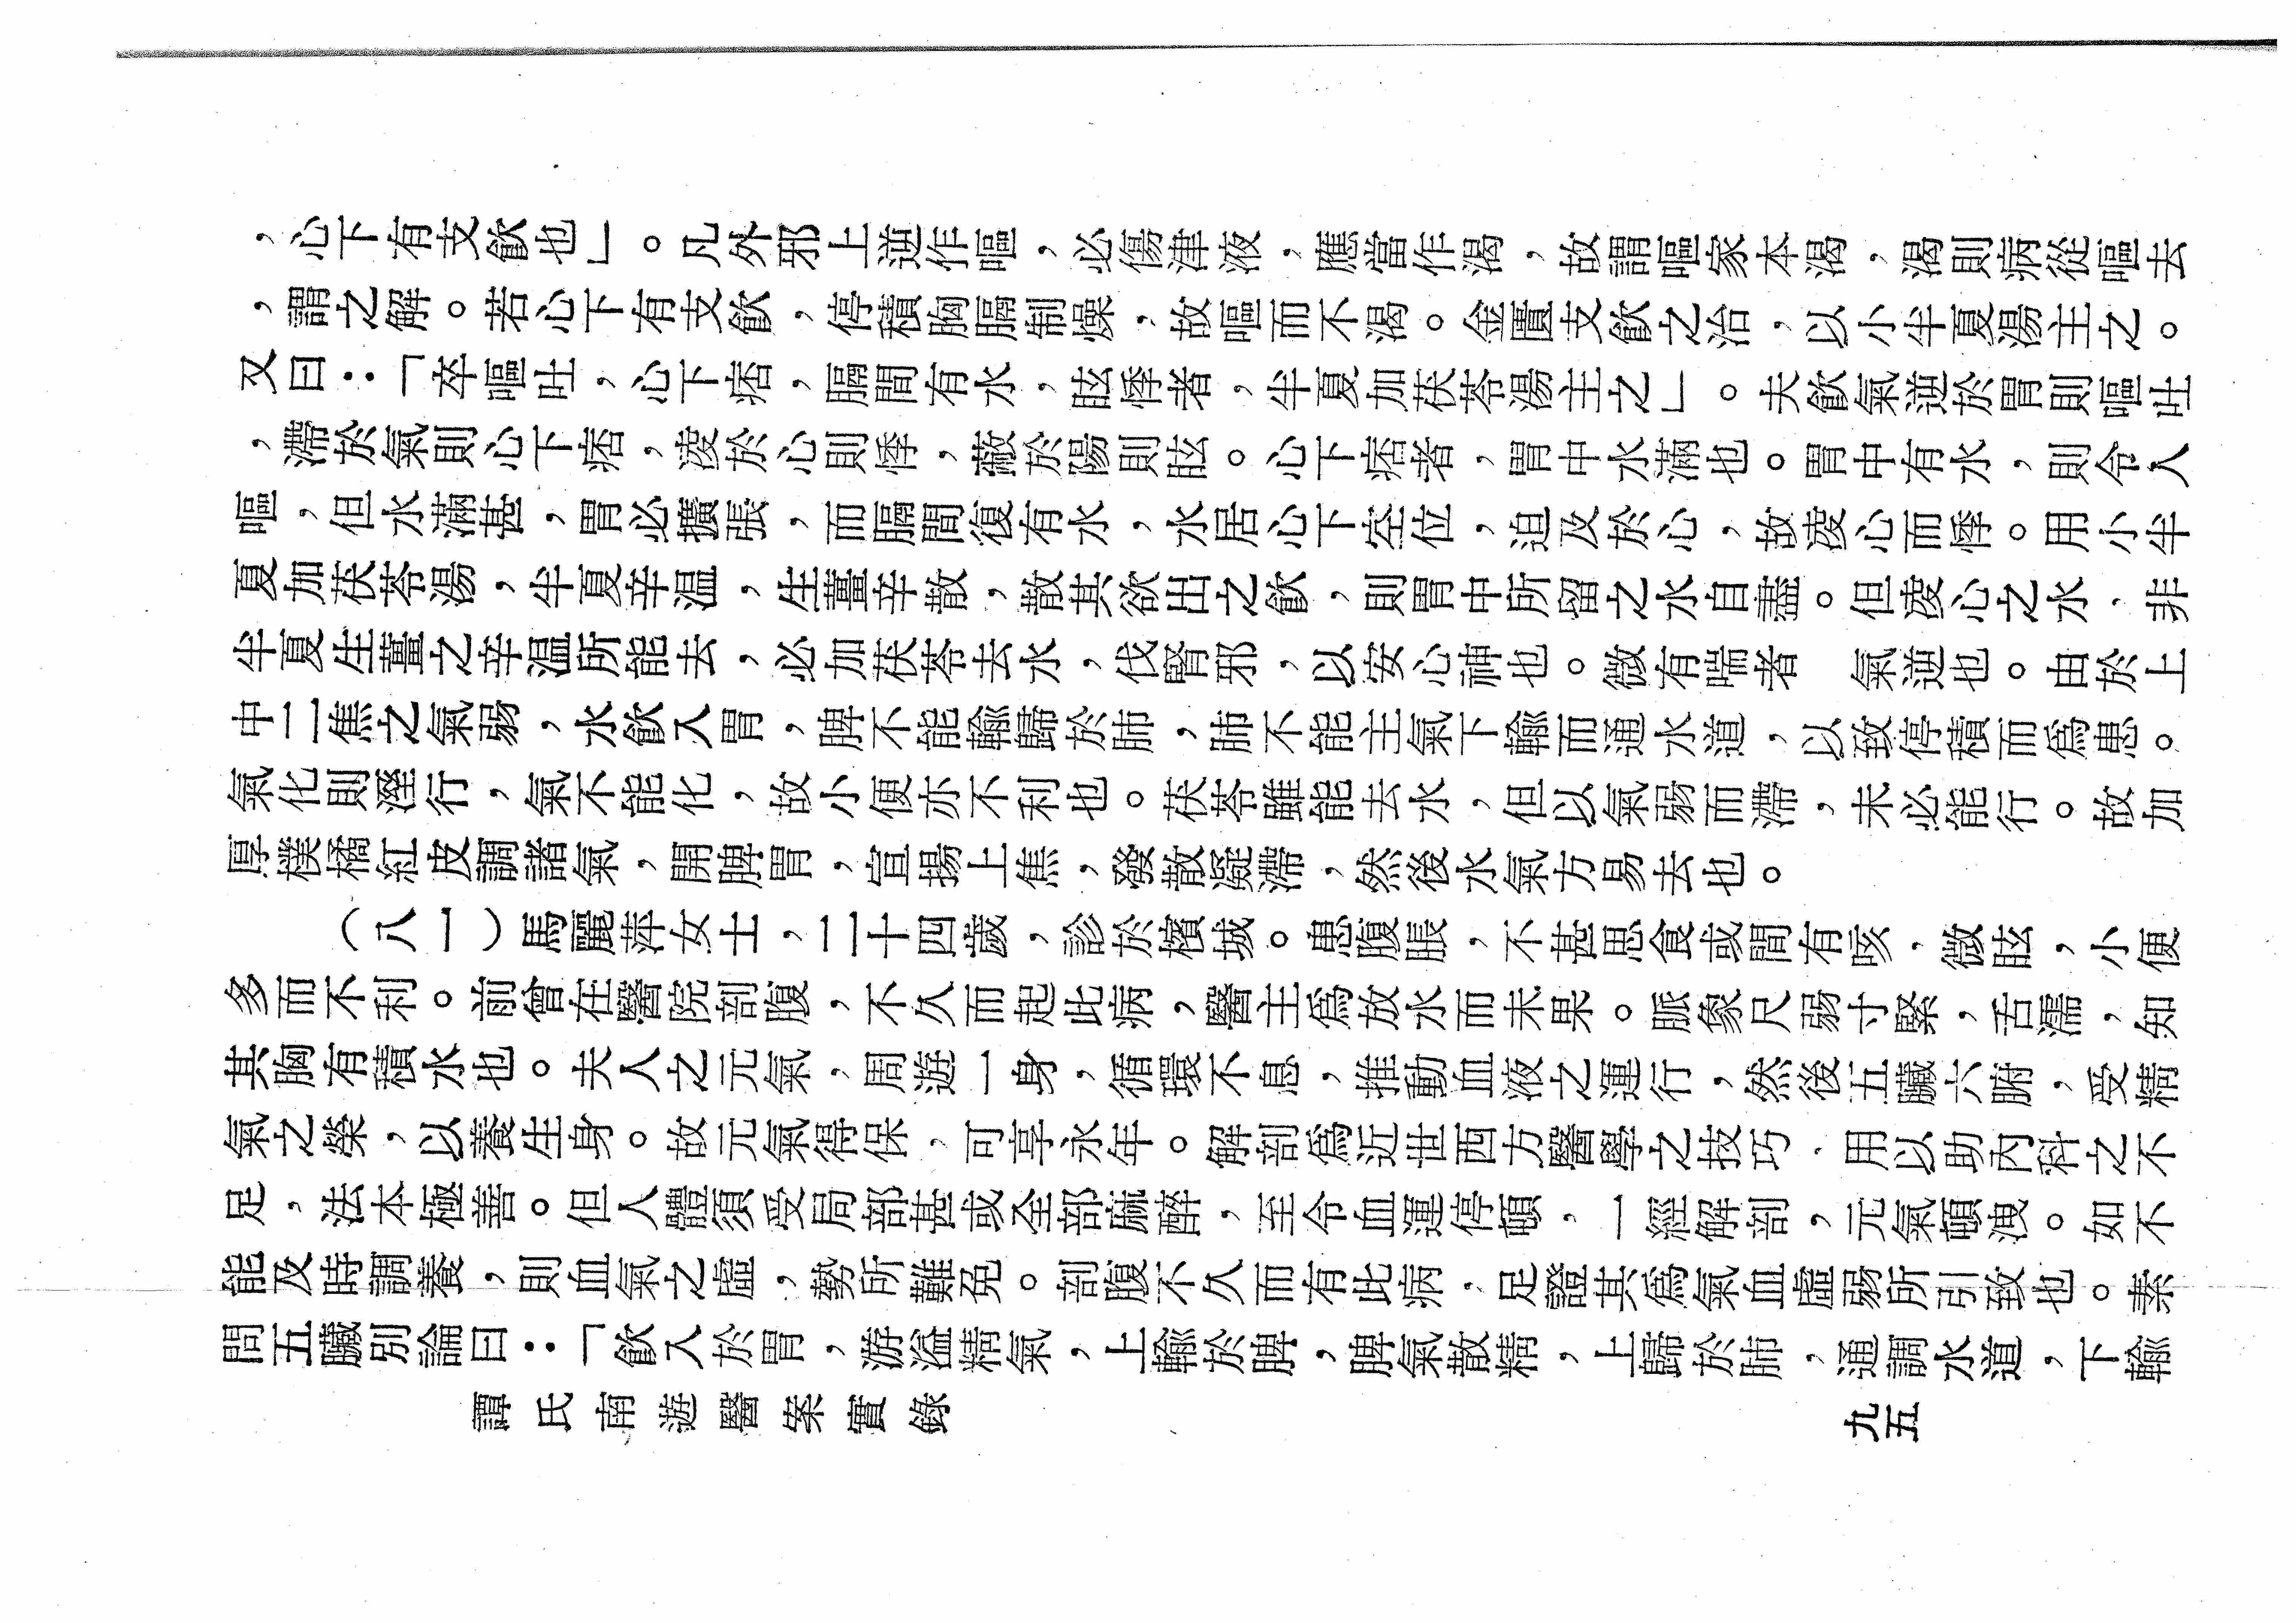 ，心下有支飮也」。凡外邪上逆作嘔，必傷津液，應當作渴，故謂嘔家本渴，渴則病從嘔去
，謂之解。若心下有支飮，停積胸膈制燥，故嘔而不渴。金匱支飮之治，以小半夏湯主之。
又曰：「卒嘔吐，心下痞，膈間有水，眩悸者，半夏加茯苓湯主之」。夫飮氣逆於胃則嘔吐
，滯於氣則心下痞，凌於心則悸，蔽於陽則眩。心下痞者，胃中水滿也。胃中有水，則令人
嘔，但水滿甚，胃必擴張，而膈間復有水，水居心下空位，迫及於心，故凌心而悸。用小半
夏加茯苓湯，半夏辛温，生薑辛散，散其欲出之飮，則胃中所留之水自盡。但凌心之水，非
半夏生薑之辛温所能去，必加茯苓去水，伐腎邪，以安心神也。微有喘者　氣逆也。由於上
中二焦之氣弱，水飮入胃，脾不能輸歸於肺，肺不能主氣下輸而通水道，以致停積而爲患。
氣化則溼行，氣不能化，故小便亦不利也。茯苓雖能去水，但以氣弱而滯，未必能行。故加
厚樸橘紅皮調諸氣，開脾胃，宣揚上焦，發散凝滯，然後水氣方易去也。
（八一）馬麗萍女士，二十四歲，診於檳城。患腹脹，不甚思食或間有咳，微眩，小便
多而不利。前曾在醫院剖腹，不久而起此病，醫主爲放水而未果。脈象尺弱寸緊，舌濡，知
其胸有積水也。夫人之元氣，周遊一身，循環不息，推動血液之運行，然後五臟六腑，受精
氣之榮，以養生身。故元氣得保，可享永年。解剖爲近世西方醫學之技巧，用以助內科之不
足，法本極善。但人體須受局部甚或全部麻醉，至令血運停頓，一經解剖，元氣頓洩。如不
能及時調養，則血氣之虛，勢所難免。剖腹不久而有此病，足證其爲氣血虛弱所引致也。素
問五臟別論曰：「飮入於胃，游溢精氣，上輸於脾，脾氣散精，上歸於肺，通調水道，下輸
譚氏南遊醫案實錄
九五